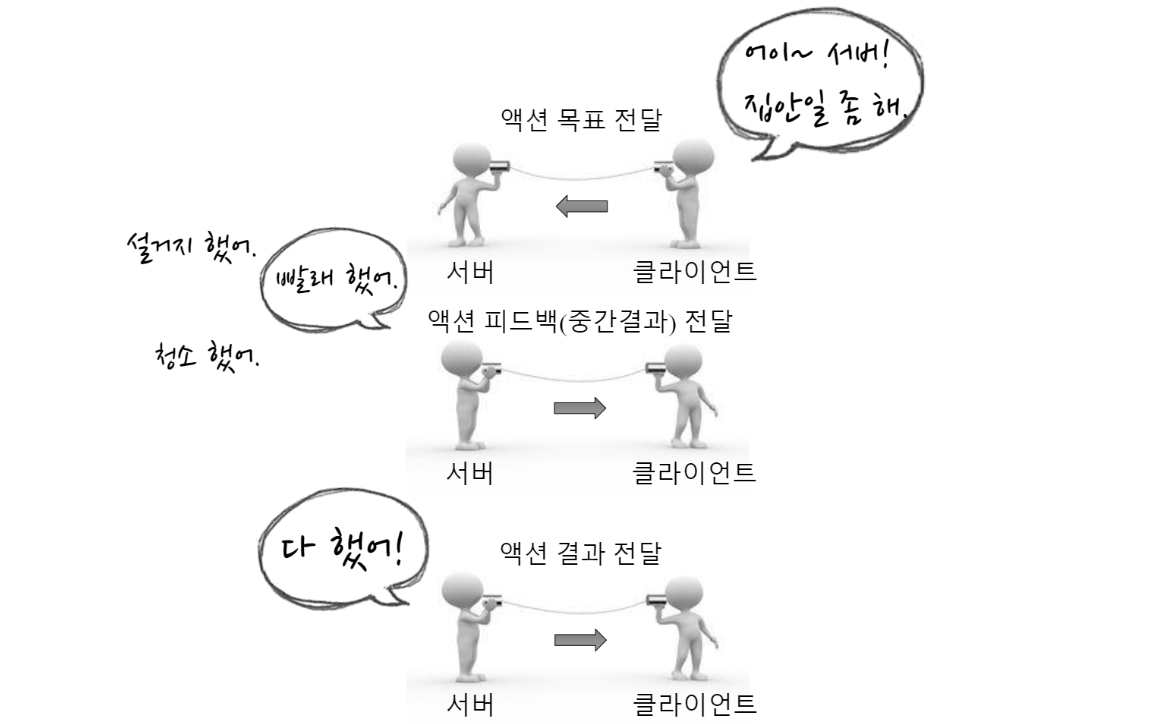 어이~ 서버!
집안일 좀 해.
액션 목표 전달
서버
클라이언트
설거지 했어.
빨래 했어.
청소 했어.
액션 피드백(중간결과) 전달
서버
클라이언트
다 했어!
액션 결과 전달
서버
클라이언트